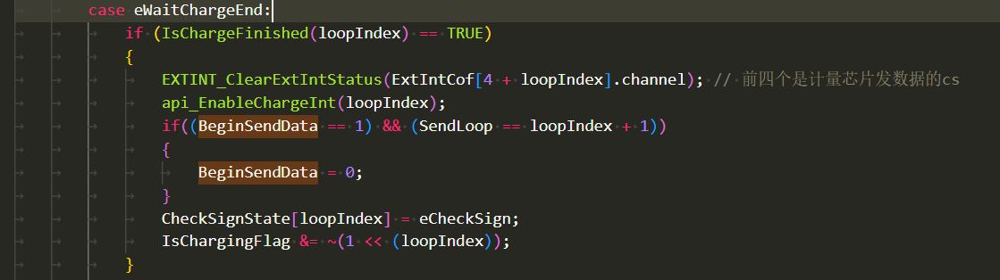 case eWaitChargeEnd:
if (IsChargeFinished(loopIndex) == TRUE)
{
EXTINT_ClearExtIntStatus(ExtIntCof[4 + loopIndex].channel); // 前四个是计量芯片发数据的cs
api_EnableChargeInt(loopIndex);
if((BeginSendData == 1) && (SendLoop == loopIndex + 1))
{
BeginSendData = 0;
}
CheckSignState[loopIndex] = eCheckSign;
IsChargingFlag &= ~(1 << (loopIndex));
}